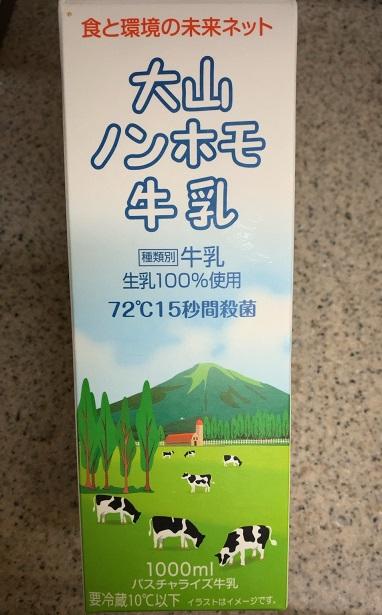 食と環境の未来ネット
大山
ノンホモ
牛乳
種類別 牛乳
生乳100%使用
72℃15秒間殺菌
1000ml
パスチャライズ牛乳
要冷蔵10℃以下 イラストはイメージです。